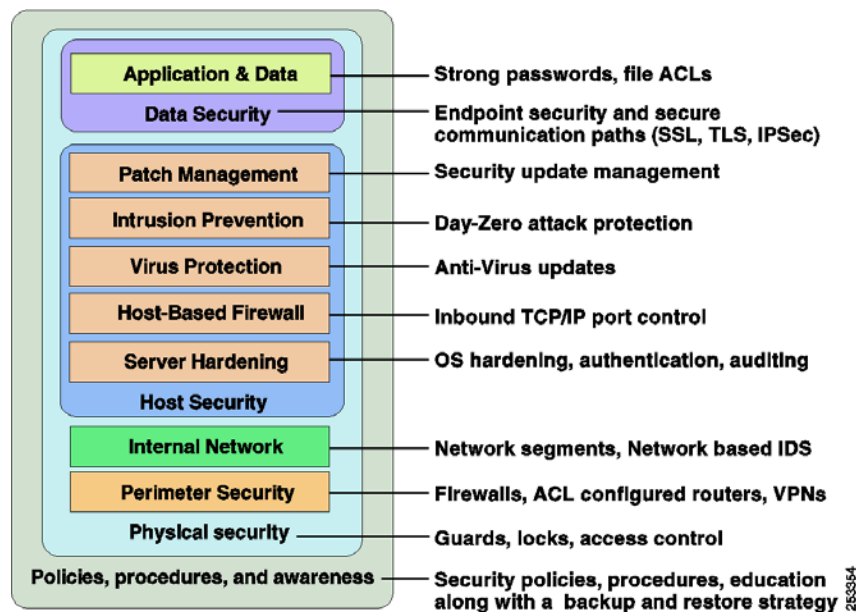 Application & Data
Strong passwords, file ACLs
Data Security
Endpoint security and secure
communication paths (SSL, TLS, IPSec)
Patch Management
Security update management
Intrusion Prevention
Day-Zero attack protection
Virus Protection
Anti-Virus updates
Host-Based Firewall
Inbound TCP/IP port control
Server Hardening
OS hardening, authentication, auditing
Host Security
Internal Network
Network segments, Network based IDS
Perimeter Security
Firewalls, ACL configured routers, VPNs
Physical security
Guards, locks, access control
Policies, procedures, and awareness
Security policies, procedures, education
along with a backup and restore strategy
253354